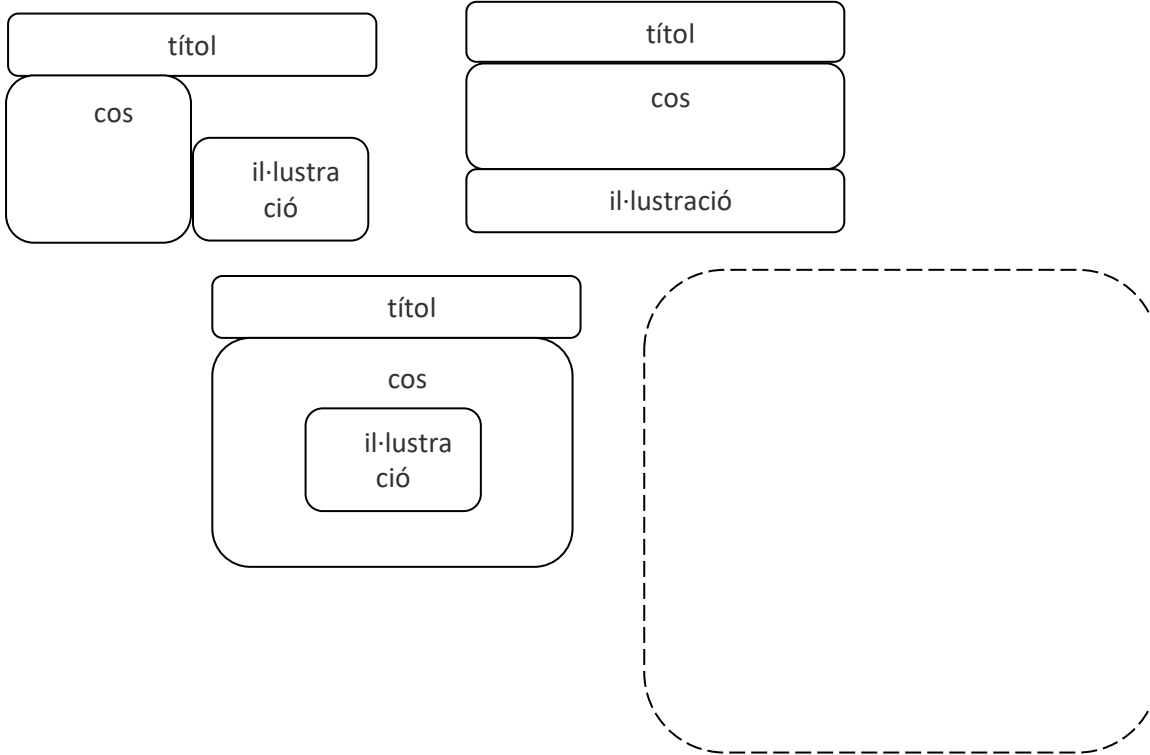 títol
cos
il·lustra
ció
títol
cos
il·lustració
títol
cos
il·lustra
ció